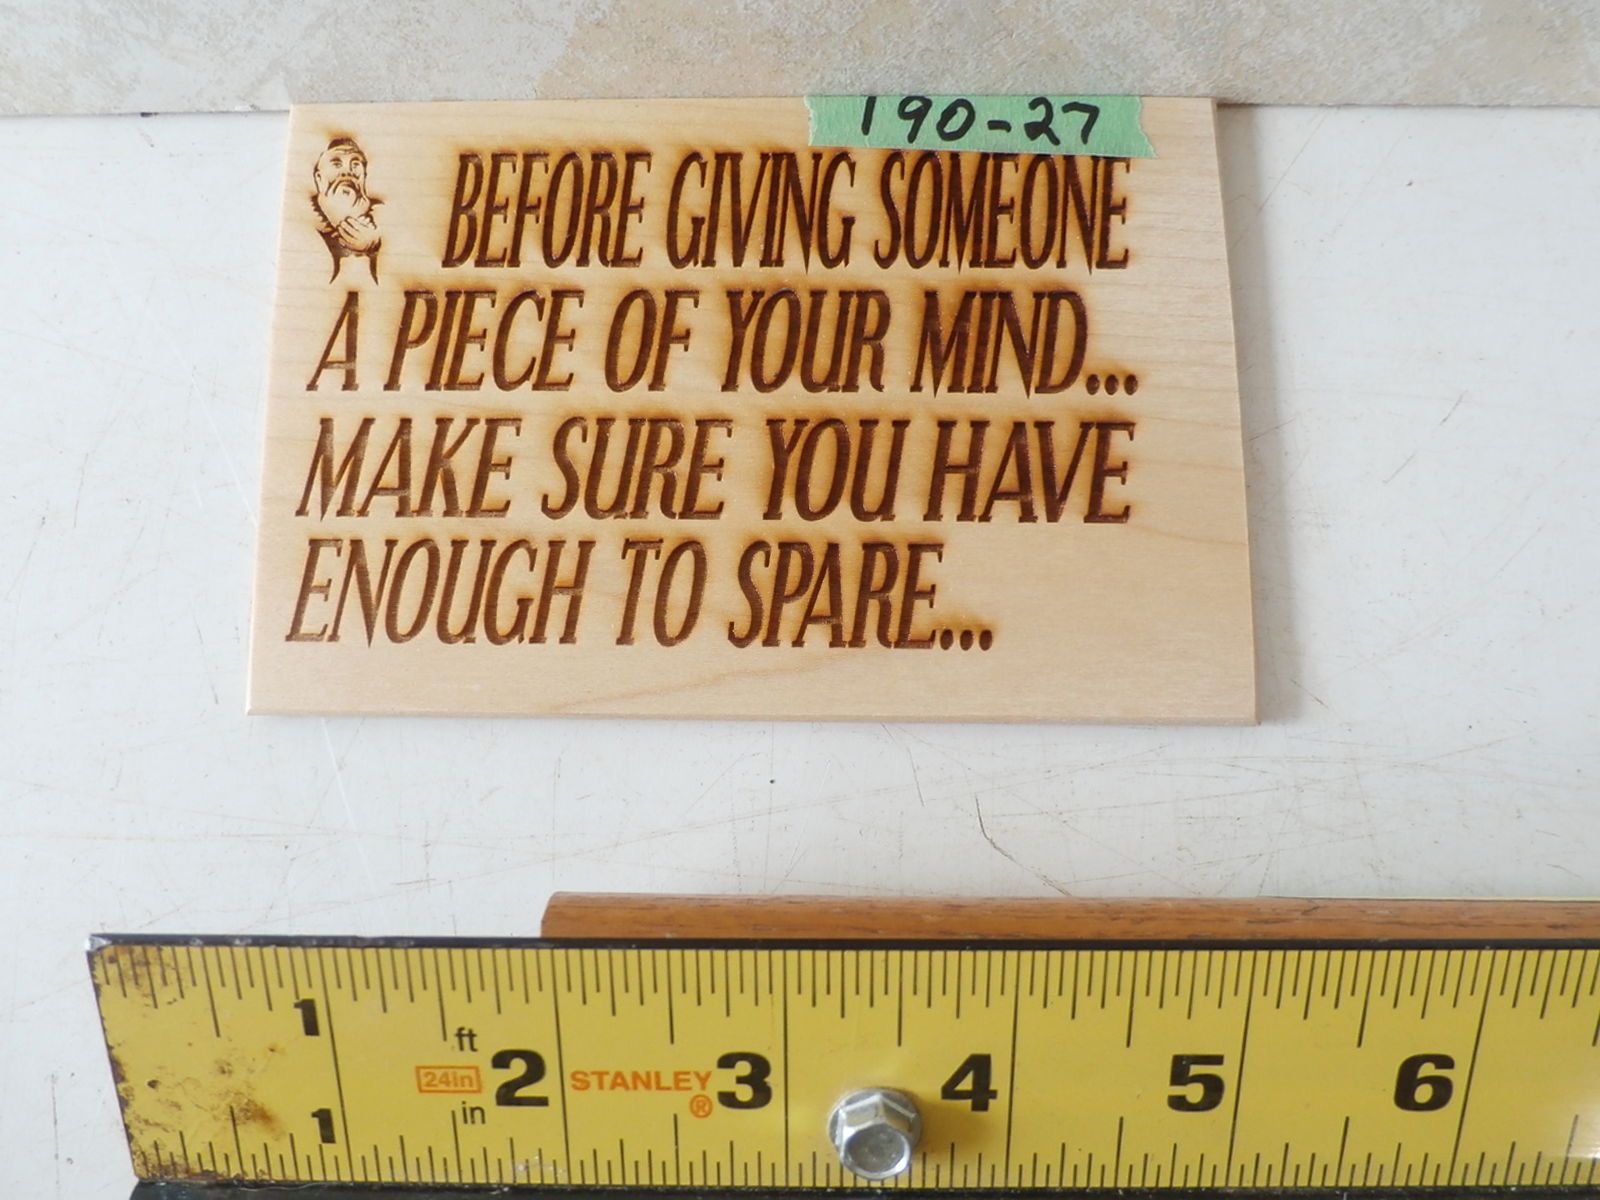 190-27
BEFORE GIVING SOMEONE
A PIECE OF YOUR MIND...
MAKE SURE YOU HAVE
ENOUGH TO SPARE...
1 ft 2 STANLEY 3 4 5 6
24in
®
1 in